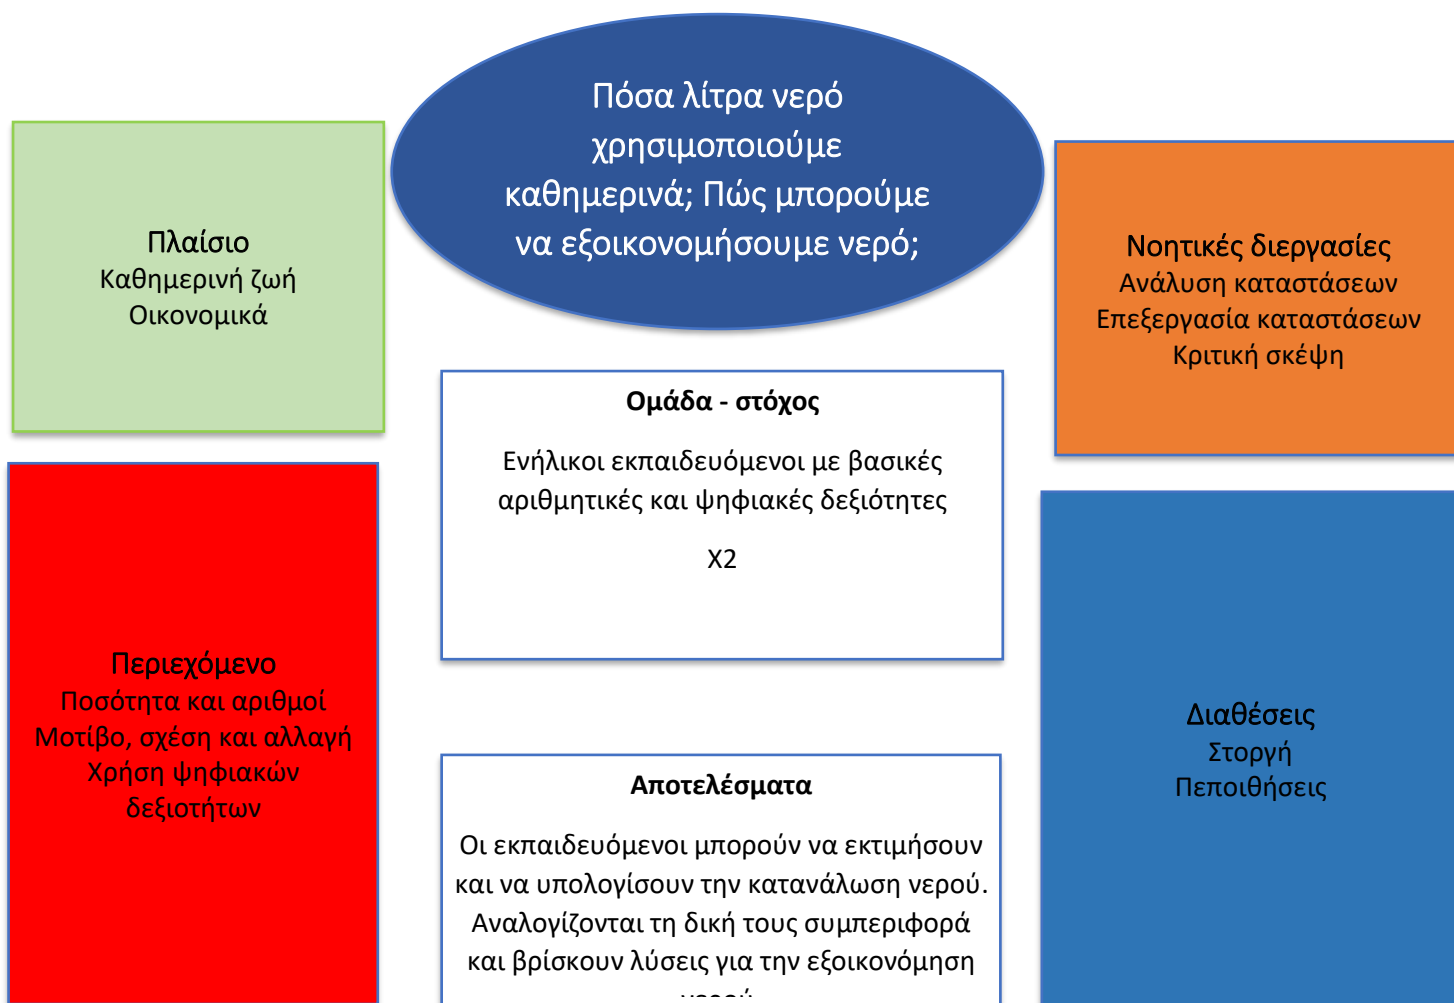 Πόσα λίτρα νερό
χρησιμοποιούμε
καθημερινά; Πώς μπορούμε
να εξοικονομήσουμε νερό;
Πλαίσιο
Καθημερινή ζωή
Οικονομικά
Νοητικές διεργασίες
Ανάλυση καταστάσεων
Επεξεργασία καταστάσεων
Κριτική σκέψη
Ομάδα - στόχος
Ενήλικοι εκπαιδευόμενοι με βασικές
αριθμητικές και ψηφιακές δεξιότητες
X2
Περιεχόμενο
Ποσότητα και αριθμοί
Μοτίβο, σχέση και αλλαγή
Χρήση ψηφιακών
δεξιοτήτων
Διαθέσεις
Στοργή
Πεποιθήσεις
Αποτελέσματα
Οι εκπαιδευόμενοι μπορούν να εκτιμήσουν
και να υπολογίσουν την κατανάλωση νερού.
Αναλογίζονται τη δική τους συμπεριφορά
και βρίσκουν λύσεις για την εξοικονόμηση